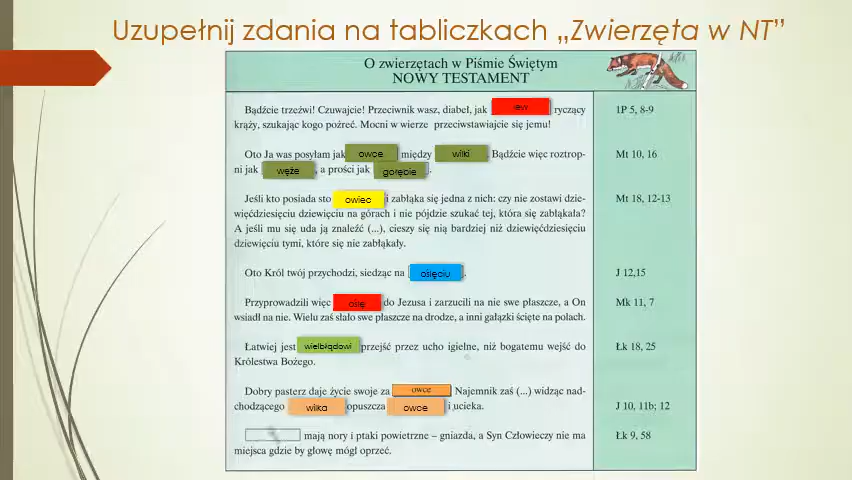 Uzupełnij zdania na tabliczkach „Zwierzęta w NT”
O zwierzętach w Piśmie Świętym
NOWY TESTAMENT
Bądźcie trzeźwi! Czuwajcie! Przeciwnik wasz, diabeł, jak lew ryczący 1P 5, 8-9
krąży, szukając kogo pożreć. Mocni w wierze przeciwstawiajcie się jemu!
Oto Ja was posyłam jak owce między wilki. Bądźcie więc roztrop- Mt 10, 16
ni jak węże, a prości jak gołębie.
Jeśli kto posiada sto owiec i zabłąka się jedna z nich: czy nie zostawi dzie- Mt 18, 12-13
więćdziesięciu dziewięciu na górach i nie pójdzie szukać tej, która się zabłąkała?
A jeśli mu się uda ją znaleźć (...), cieszy się nią bardziej niż dziewięćdziesięciu
dziewięciu tymi, które się nie zabłąkały.
Oto Król twój przychodzi, siedząc na oślęciu. J 12,15
Przyprowadzili więc oślę do Jezusa i zarzucili na nie swe płaszcze, a On Mk 11, 7
wsiadł na nie. Wielu zaś słało swe płaszcze na drodze, a inni gałązki ścięte na polach.
Łatwiej jest wielbłądowi przejść przez ucho igielne, niż bogatemu wejść do Łk 18, 25
Królestwa Bożego.
Dobry pasterz daje życie swoje za owce Najemnik zaś (...) widząc nad- J 10, 11b; 12
chodzącego wilka opuszcza owce i ucieka.
mają nory i ptaki powietrzne – gniazda, a Syn Człowieczy nie ma Łk 9, 58
miejsca gdzie by głowę mógł oprzeć.